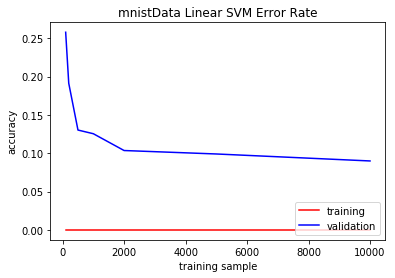 mnistData Linear SVM Error Rate
accuracy
0.25
0.20
0.15
0.10
0.05
0.00
0
2000
4000
6000
8000
10000
training sample
training
validation